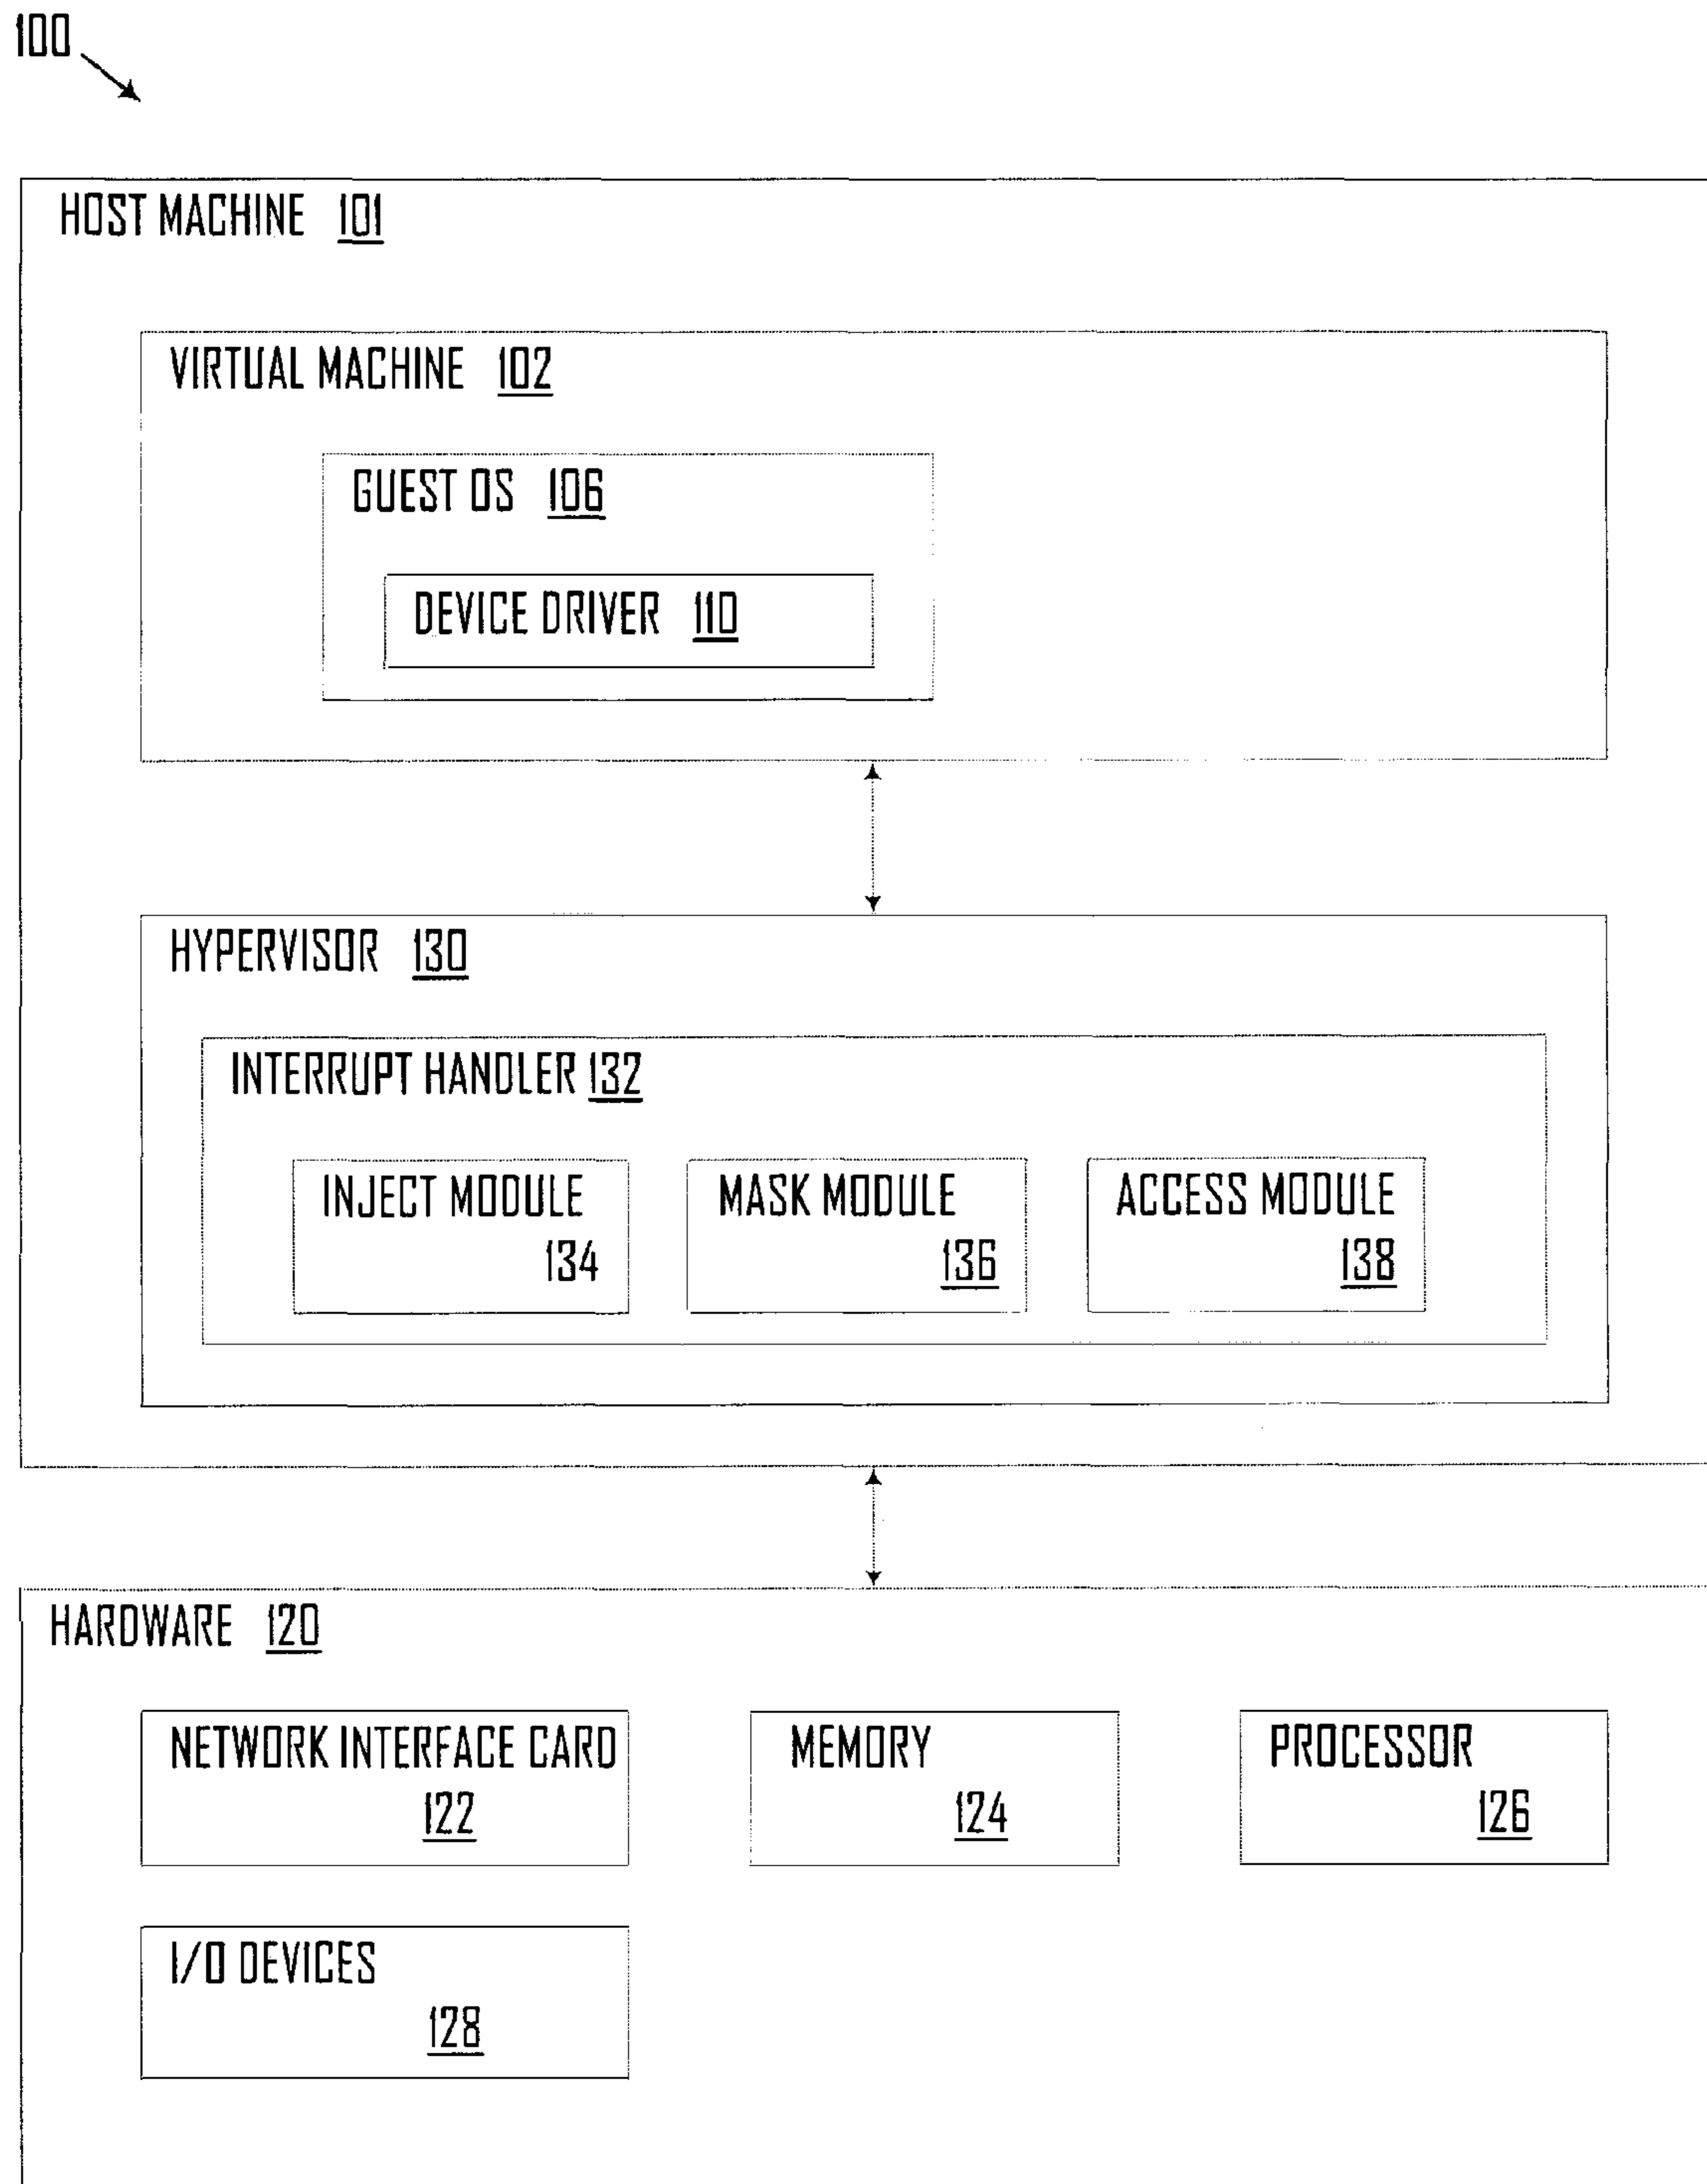 100
HOST MACHINE 101
VIRTUAL MACHINE 102
GUEST OS 106
DEVICE DRIVER 110
HYPERVISOR 130
INTERRUPT HANDLER 132
INJECT MODULE
134
MASK MODULE
136
ACCESS MODULE
138
HARDWARE 120
NETWORK INTERFACE CARD
122
MEMORY
124
PROCESSOR
126
I/O DEVICES
128